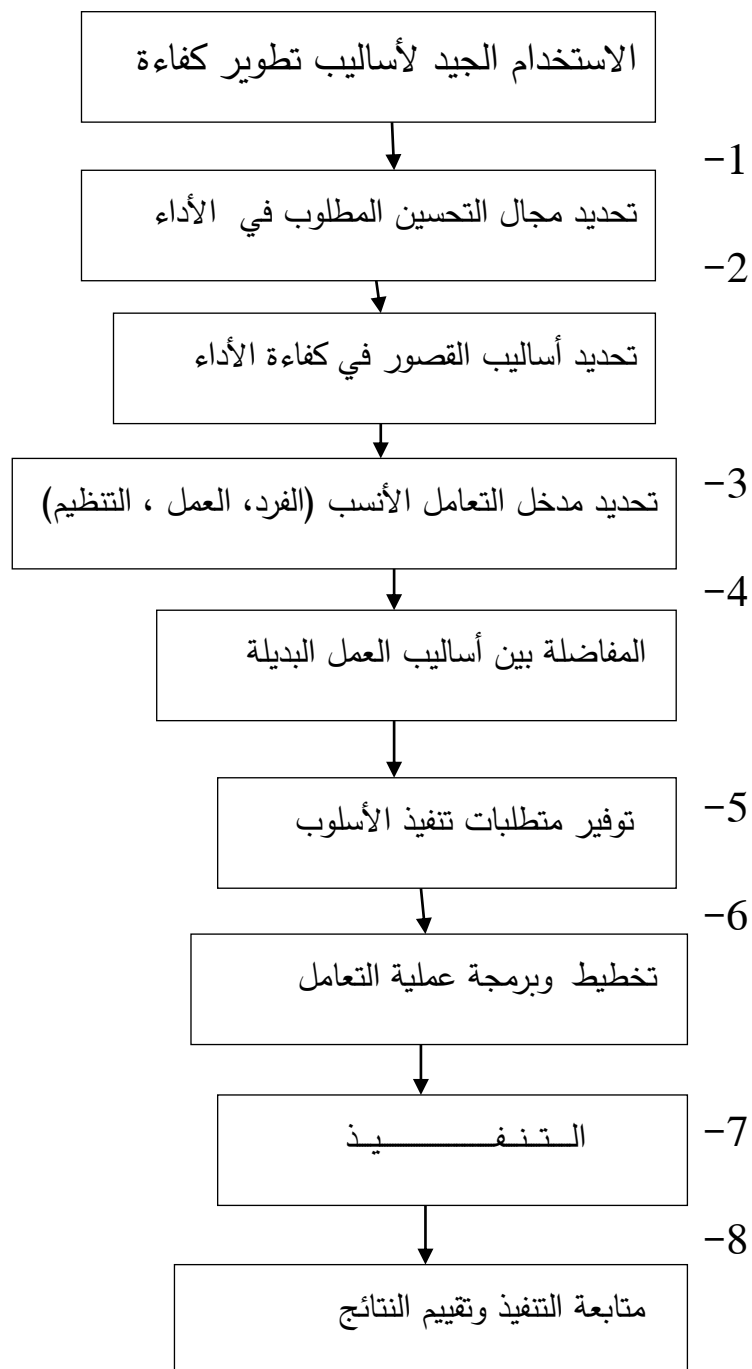 الاستخدام الجيد لأساليب تطوير كفاءة
1-
تحديد مجال التحسين المطلوب في الأداء
2-
تحديد أساليب القصور في كفاءة الأداء
3-
تحديد مدخل التعامل الأنسب (الفرد، العمل ، التنظيم)
4-
المفاضلة بين أساليب العمل البديلة
5-
توفير متطلبات تنفيذ الأسلوب
6-
تخطيط وبرمجة عملية التعامل
7-
الــتـنـفـــــــــيـذ
8-
متابعة التنفيذ وتقييم النتائج